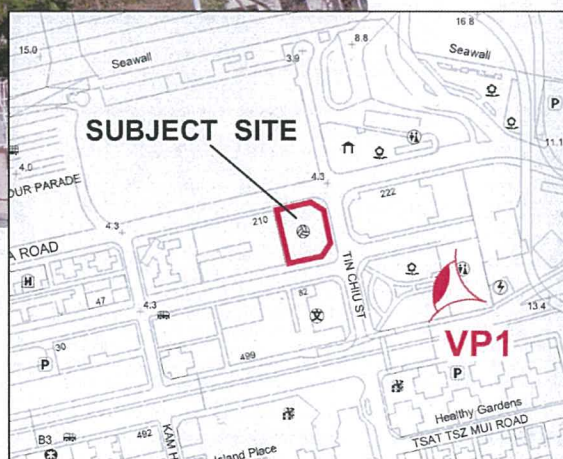 16.8
15.0
8.8
Seawall
3.9
Seawall
P
11.1
SUBJECT SITE
4.0
OUR PARADE
4.3
222
210
4.3
A ROAD
TIN CHIU ST
H
47
82
4.3
13.4
VP1
30
499
P
P
Healthy Gardens
TSAT TSZ MUI ROAD
492
B3
KAM H
Island Place